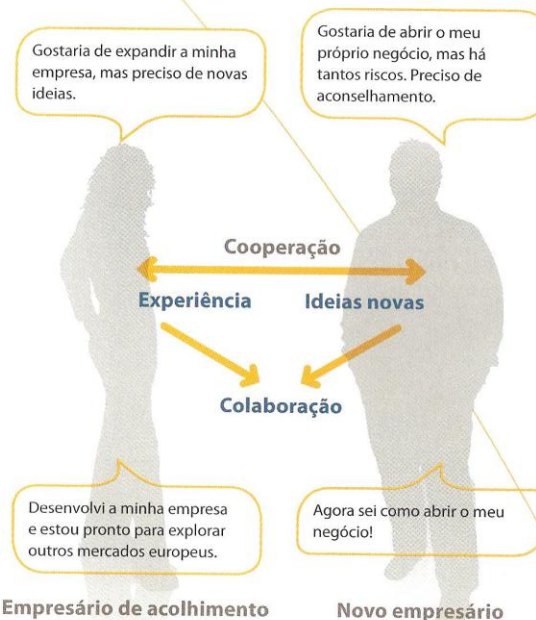 Gostaria de expandir a minha
empresa, mas preciso de novas
ideias.
Gostaria de abrir o meu
próprio negócio, mas há
tantos riscos. Preciso de
aconselhamento.
Cooperação
Experiência
Ideias novas
Colaboração
Desenvolvi a minha empresa
e estou pronto para explorar
outros mercados europeus.
Agora sei como abrir o meu
negócio!
Empresário de acolhimento
Novo empresário